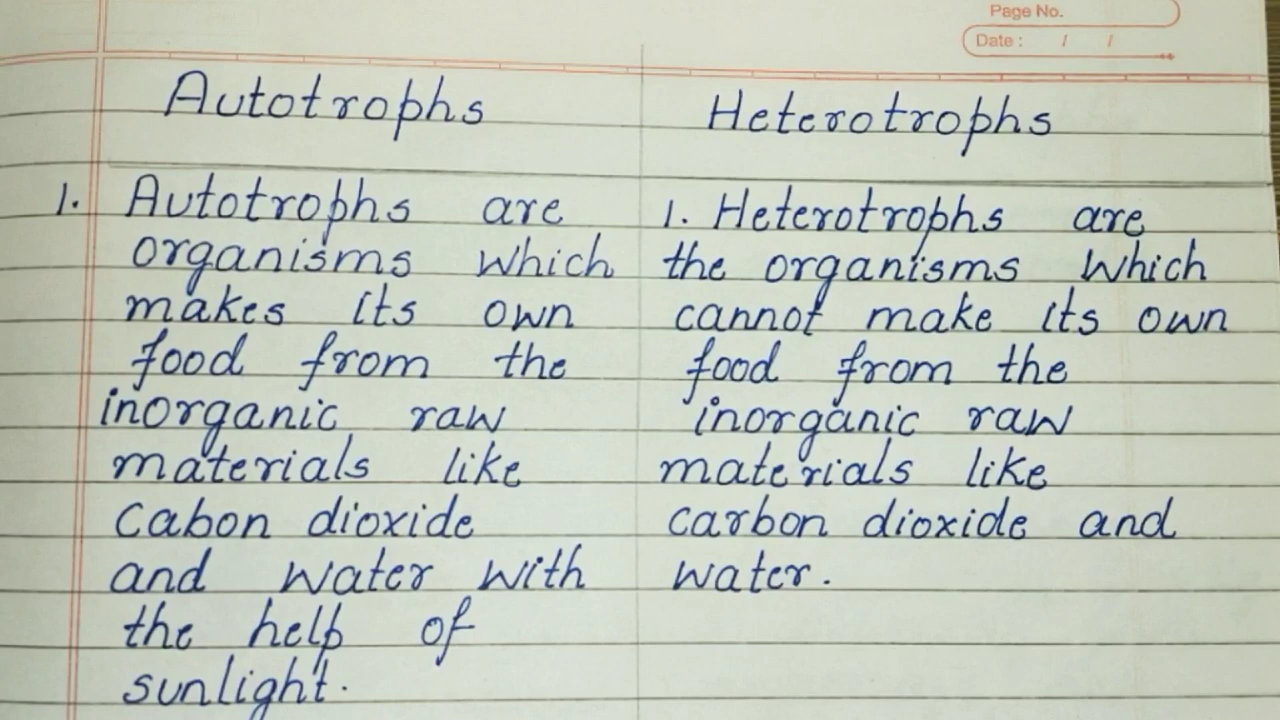 Page No.
Date : / /
Autotrophs
1. Autotrophs are
organisms which
makes its own
food from the
inorganic raw
materials like
Cabon dioxide
and water with
the help of
sunlight.
Heterotrophs
1. Heterotrophs are
the organisms which
cannot make its own
food from the
inorganic raw
materials like
carbon dioxide and
water.